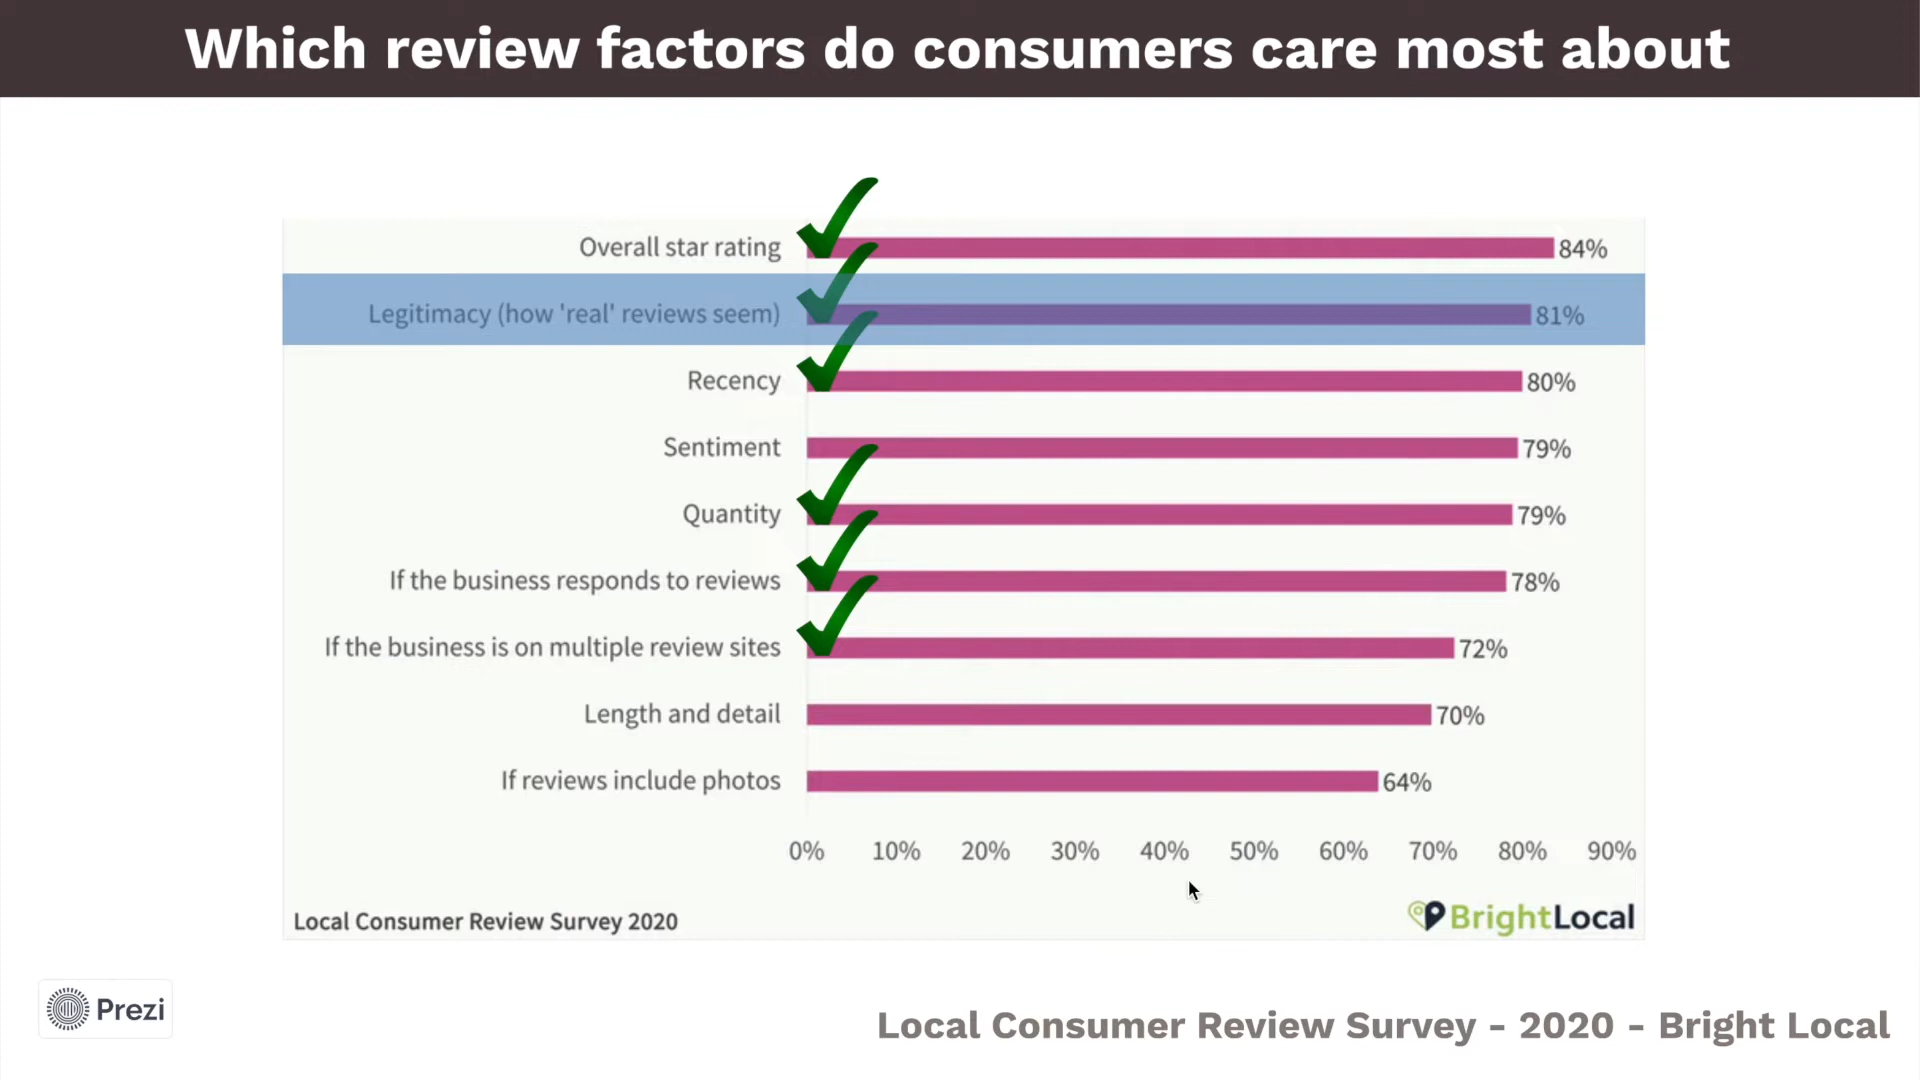 Which review factors do consumers care most about
Overall star rating 84%
Legitimacy (how 'real' reviews seem) 81%
Recency 80%
Sentiment 79%
Quantity 79%
If the business responds to reviews 78%
If the business is on multiple review sites 72%
Length and detail 70%
If reviews include photos 64%
0% 10% 20% 30% 40% 50% 60% 70% 80% 90%
Local Consumer Review Survey 2020
BrightLocal
Prezi
Local Consumer Review Survey - 2020 - Bright Local